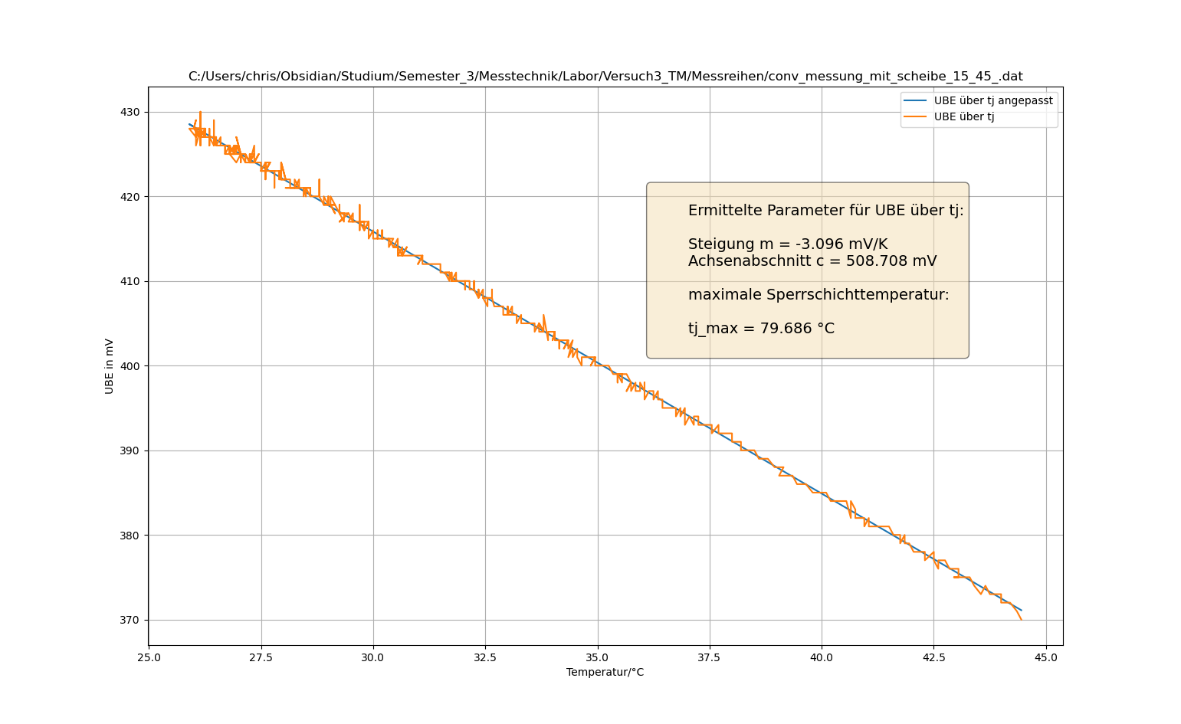 C:/Users/chris/Obsidian/Studium/Semester_3/Messtechnik/Labor/Versuch3_TM/Messreihen/conv_messung_mit_scheibe_15_45_.dat
UBE über tj angepasst
UBE über tj
Ermittelte Parameter für UBE über tj:
Steigung m = -3.096 mV/K
Achsenabschnitt c = 508.708 mV
maximale Sperrschichttemperatur:
tj_max = 79.686 °C
UBE in mV
430
420
410
400
390
380
370
25.0 27.5 30.0 32.5 35.0 37.5 40.0 42.5 45.0
Temperatur/°C